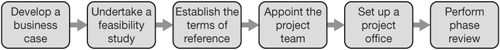 Develop a
business
case
Undertake a
feasibility
study
Establish the
terms of
reference
Appoint the
project
team
Set up a
project
office
Perform
phase
review